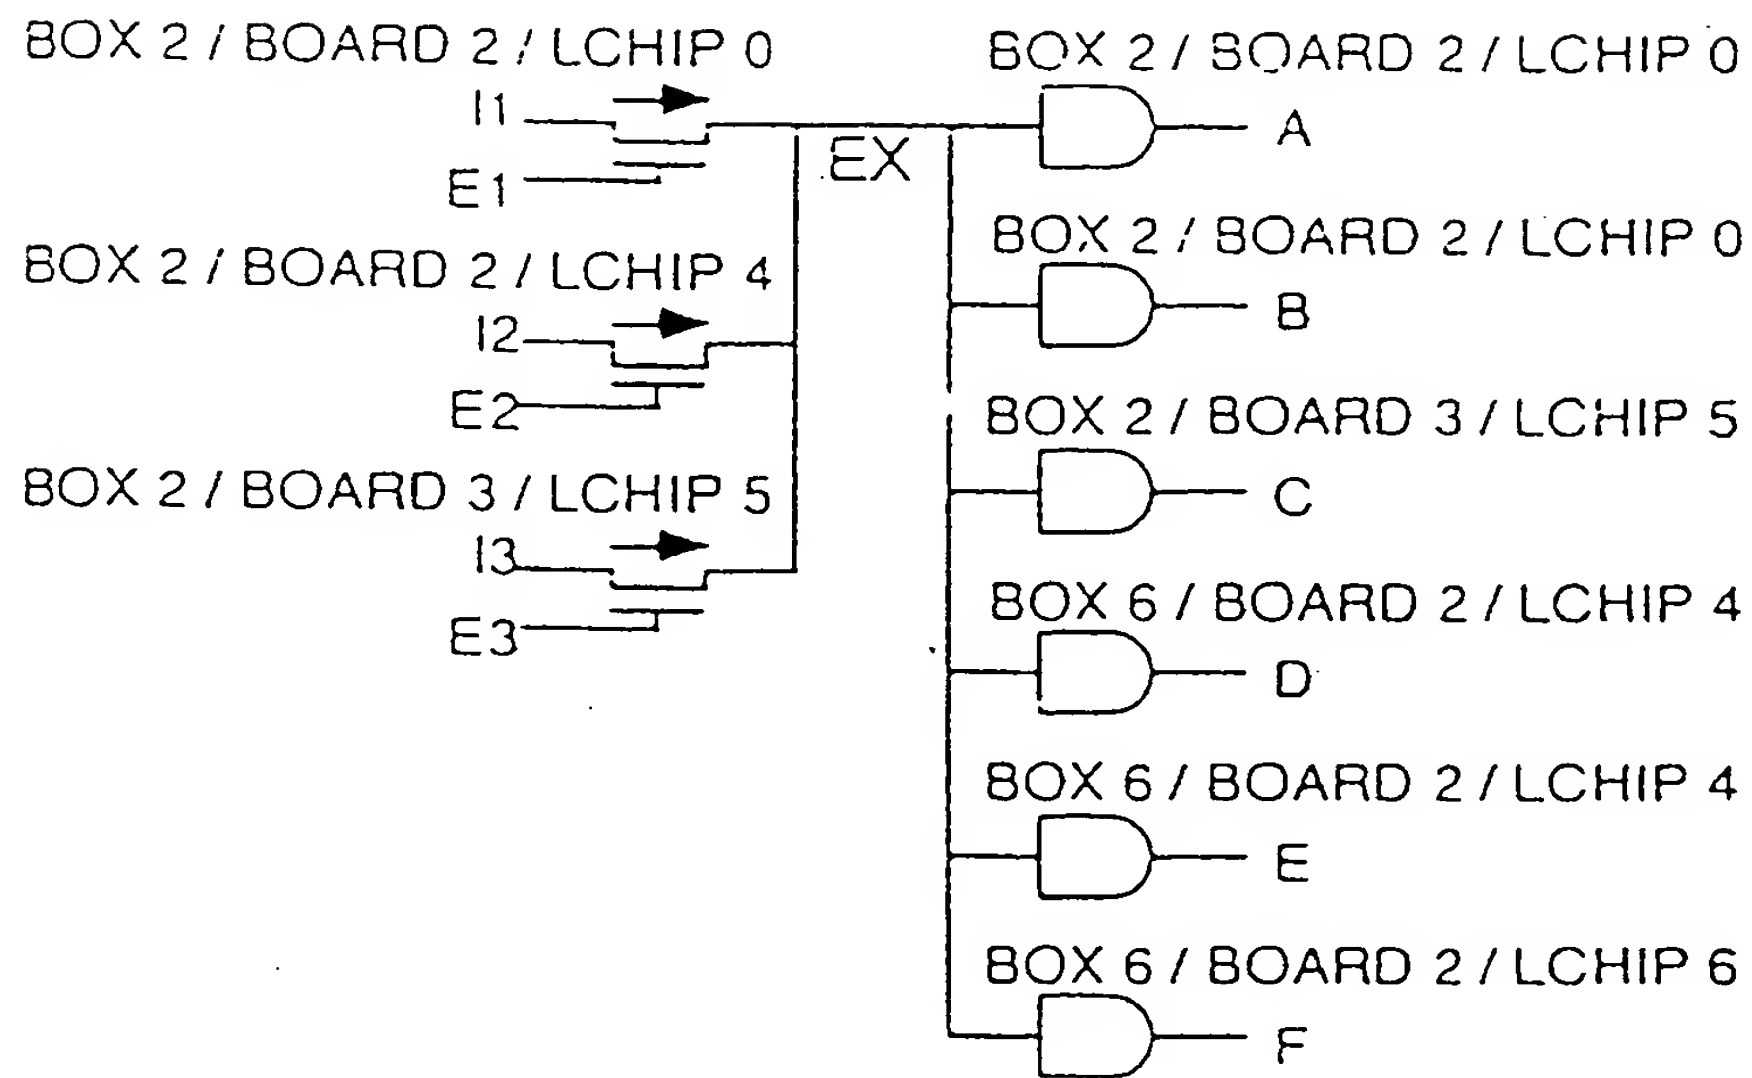 BOX 2 / BOARD 2 / LCHIP 0
I1
E1
BOX 2 / BOARD 2 / LCHIP 4
I2
E2
BOX 2 / BOARD 3 / LCHIP 5
I3
E3
EX
BOX 2 / BOARD 2 / LCHIP 0
A
BOX 2 / BOARD 2 / LCHIP 0
B
BOX 2 / BOARD 3 / LCHIP 5
C
BOX 6 / BOARD 2 / LCHIP 4
D
BOX 6 / BOARD 2 / LCHIP 4
E
BOX 6 / BOARD 2 / LCHIP 6
F